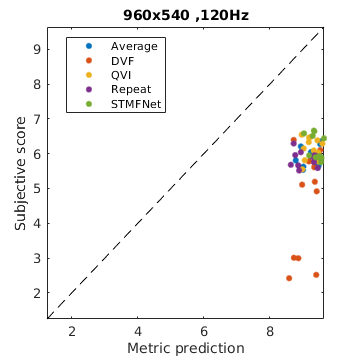 960x540 ,120Hz
Average
DVF
QVI
Repeat
STMFNet
9
8
7
6
5
4
3
2
Subjective score
2 4 6 8
Metric prediction